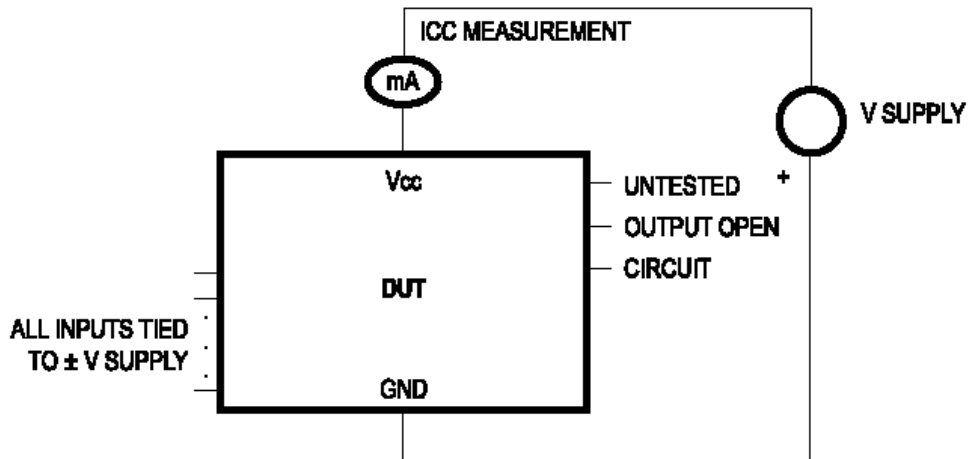 ICC MEASUREMENT
mA
V SUPPLY
Vcc
+
UNTESTED
OUTPUT OPEN
CIRCUIT
DUT
ALL INPUTS TIED
TO ± V SUPPLY
GND